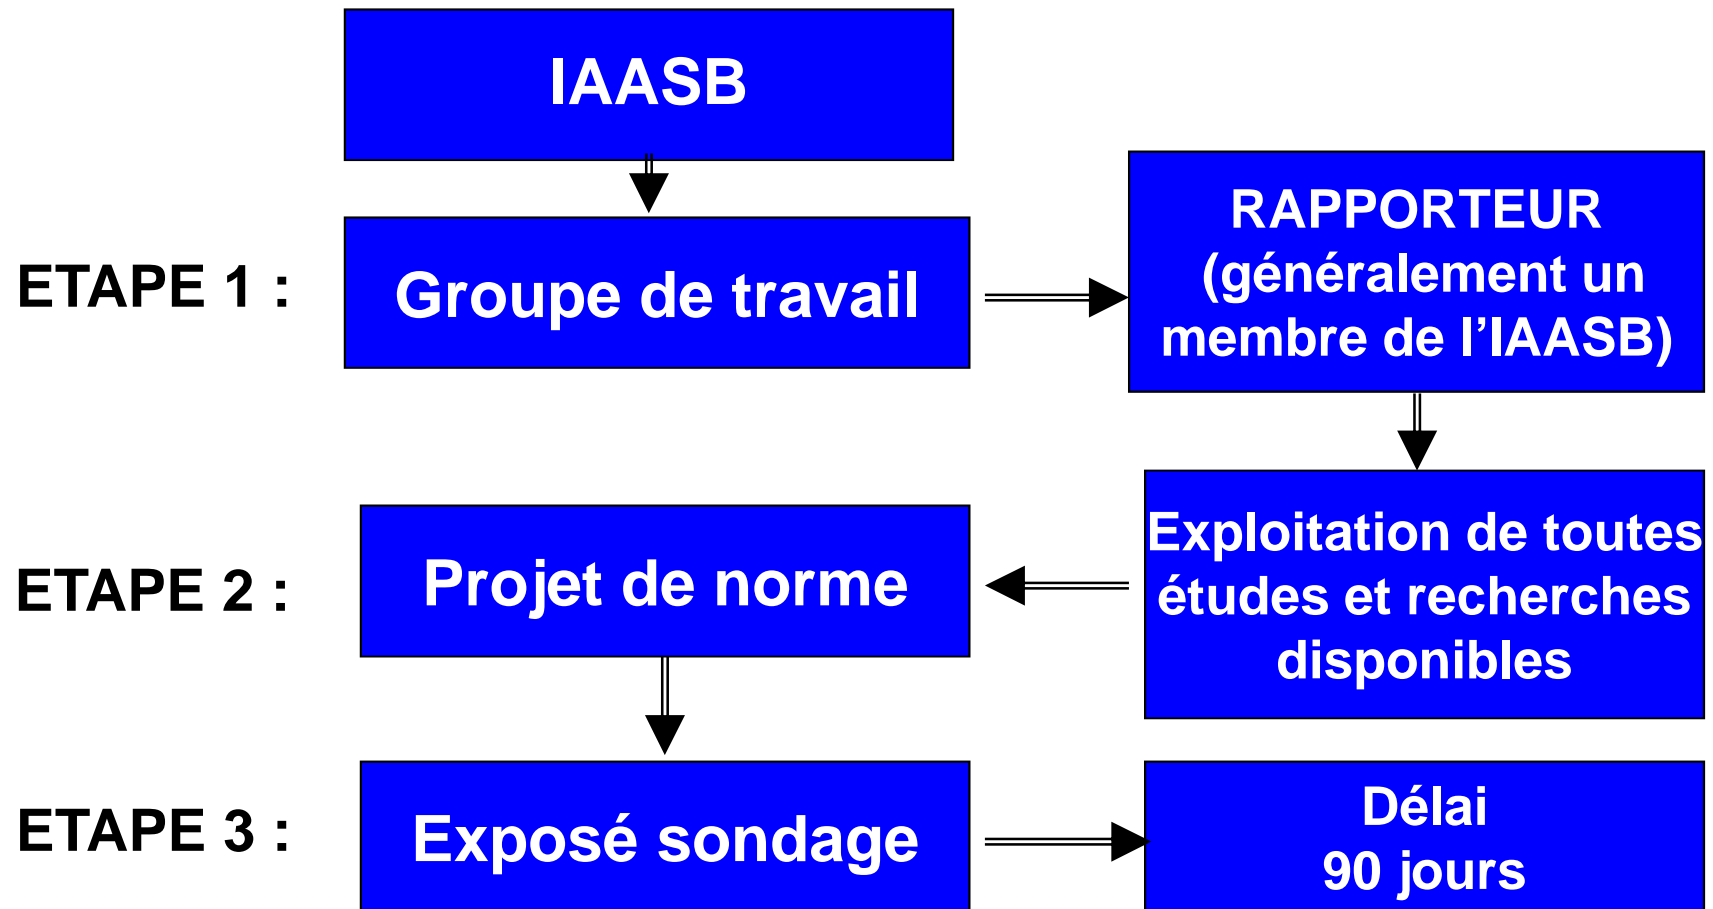 IAASB
ETAPE 1 :
Groupe de travail
RAPPORTEUR
(généralement un
membre de l’IAASB)
ETAPE 2 :
Projet de norme
Exploitation de toutes
études et recherches
disponibles
ETAPE 3 :
Exposé sondage
Délai
90 jours